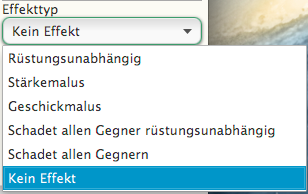 Effekttyp
Kein Effekt
Rüstungsunabhängig
Stärkemalus
Geschickmalus
Schadet allen Gegner rüstungsunabhängig
Schadet allen Gegnern
Kein Effekt